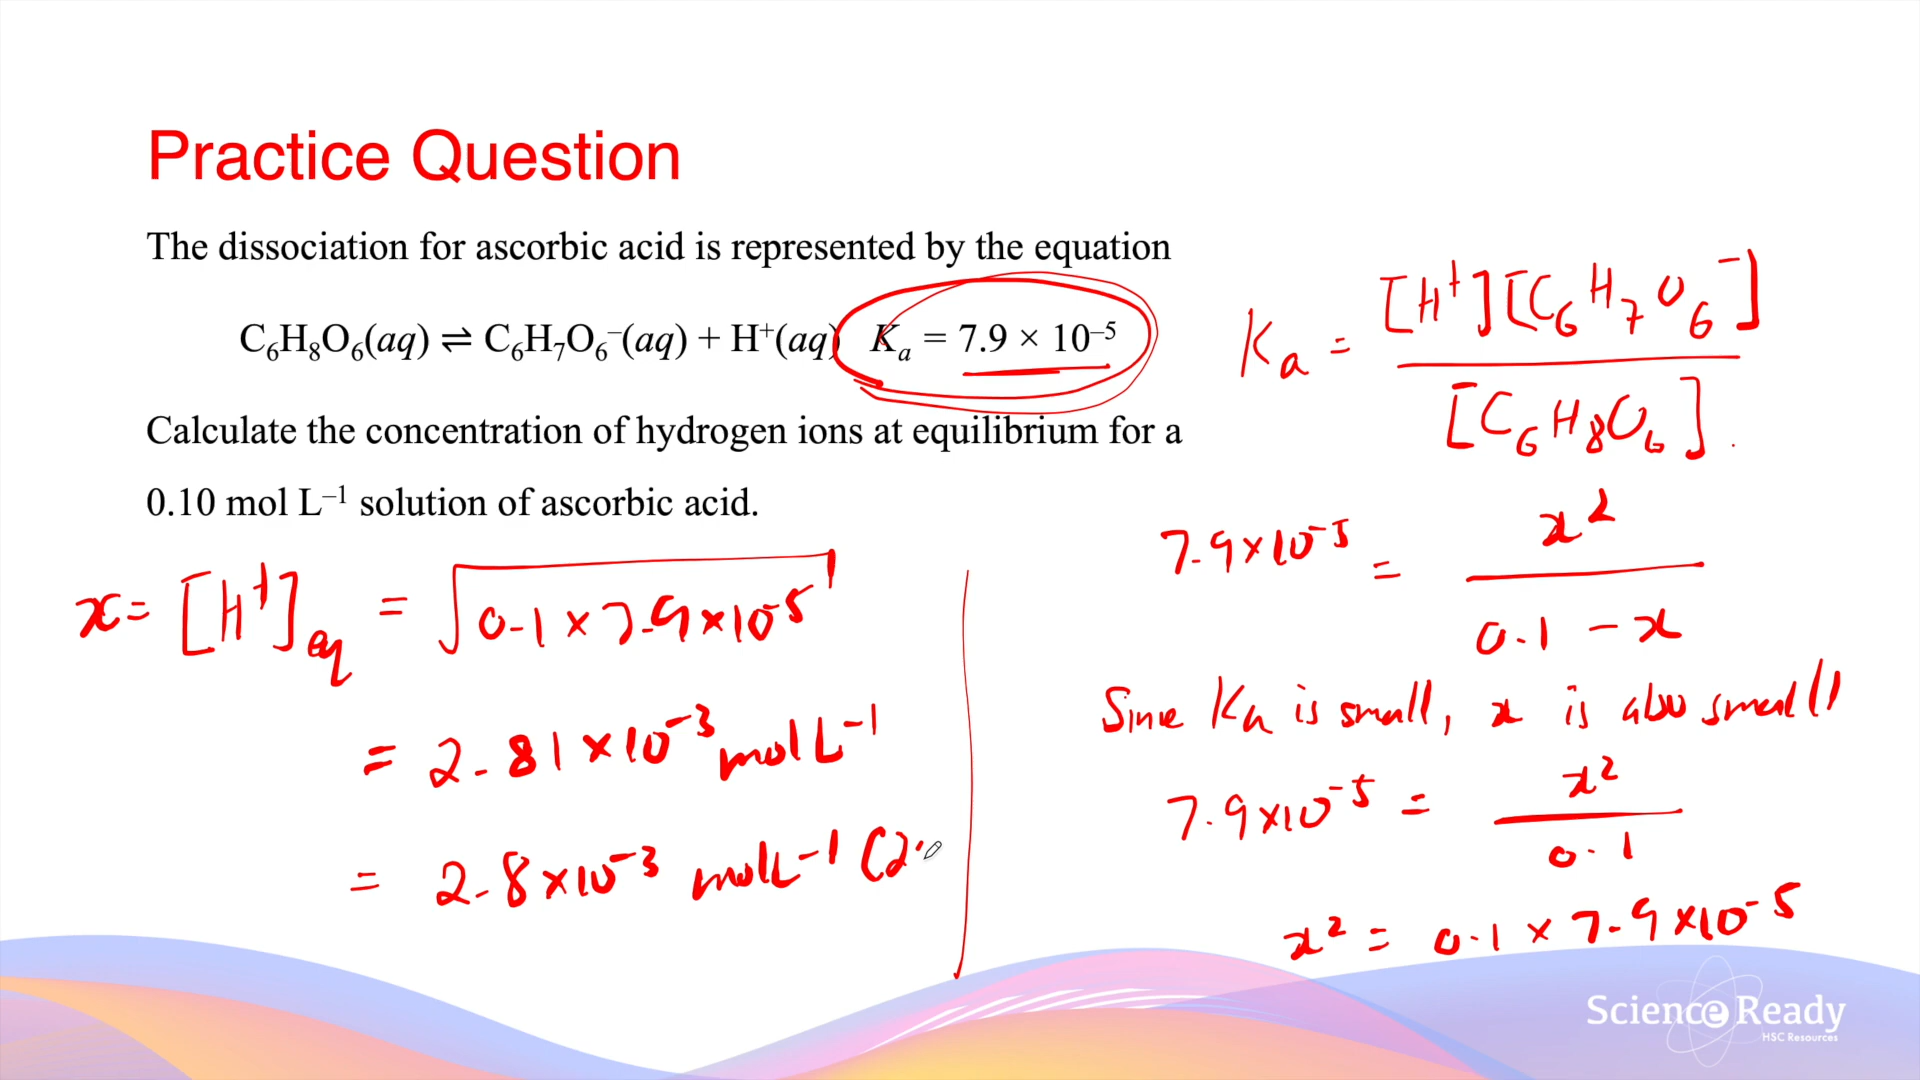 Practice Question
The dissociation for ascorbic acid is represented by the equation
C₆H₈O₆(aq) ⇌ C₆H₇O₆⁻(aq) + H⁺(aq) Kₐ = 7.9 × 10⁻⁵
Calculate the concentration of hydrogen ions at equilibrium for a
0.10 mol L⁻¹ solution of ascorbic acid.
x = [H⁺]eq = √(0.1 × 7.9 × 10⁻⁵)
= 2.81 × 10⁻³ mol L⁻¹
= 2.8 × 10⁻³ mol L⁻¹ (2
Ka = [H⁺][C₆H₇O₆⁻] / [C₆H₈O₆]
7.9 × 10⁻⁵ = x² / 0.1 − x
Since Ka is small, x is also small
7.9 × 10⁻⁵ = x² / 0.1
x² = 0.1 × 7.9 × 10⁻⁵
Science Ready
HSC Resources